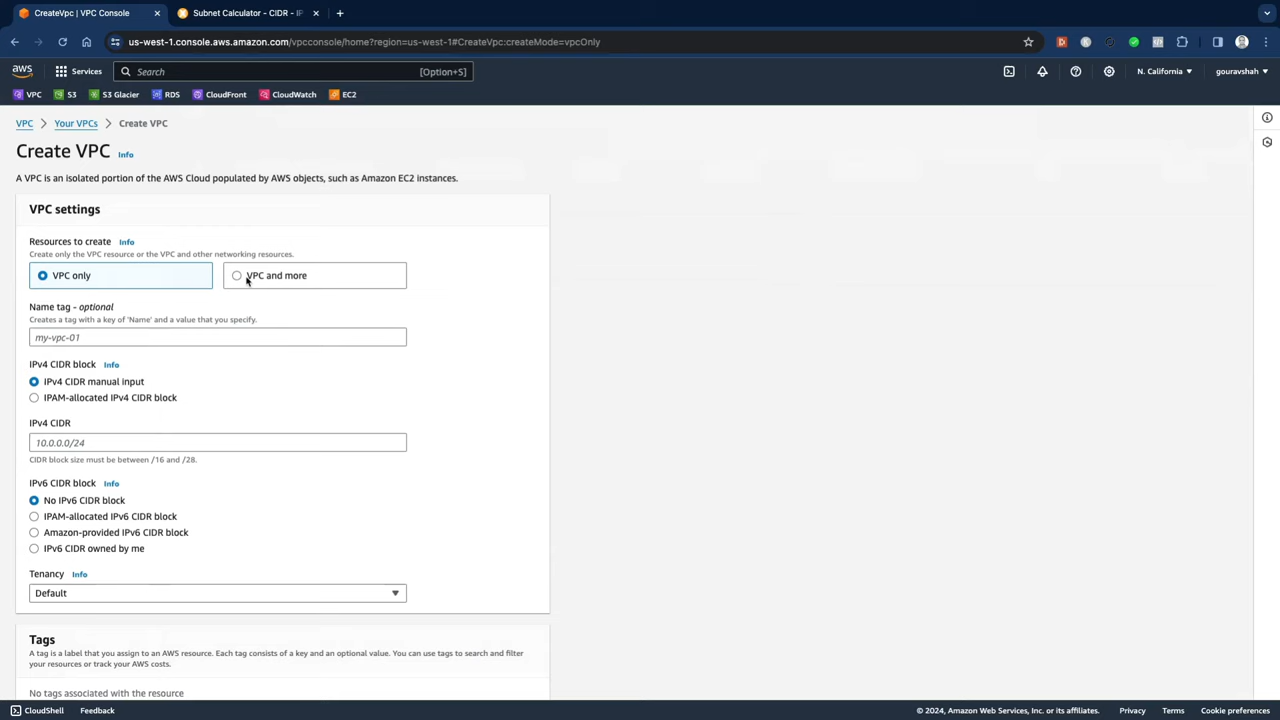 CreateVpc | VPC Console
Subnet Calculator - CIDR - IP
us-west-1.console.aws.amazon.com/vpcconsole/home?region=us-west-1#CreateVpc:createMode=vpcOnly
aws
Services
Search
[Option+S]
N. California
gouravshah
VPC
S3
S3 Glacier
RDS
CloudFront
CloudWatch
EC2
VPC
Your VPCs
Create VPC
Create VPC
Info
A VPC is an isolated portion of the AWS Cloud populated by AWS objects, such as Amazon EC2 instances.
VPC settings
Resources to create
Info
Create only the VPC resource or the VPC and other networking resources.
VPC only
VPC and more
Name tag - optional
Creates a tag with a key of 'Name' and a value that you specify.
my-vpc-01
IPv4 CIDR block
Info
IPv4 CIDR manual input
IPAM-allocated IPv4 CIDR block
IPv4 CIDR
10.0.0.0/24
CIDR block size must be between /16 and /28.
IPv6 CIDR block
Info
No IPv6 CIDR block
IPAM-allocated IPv6 CIDR block
Amazon-provided IPv6 CIDR block
IPv6 CIDR owned by me
Tenancy
Info
Default
Tags
A tag is a label that you assign to an AWS resource. Each tag consists of a key and an optional value. You can use tags to search and filter
your resources or track your AWS costs.
No tags associated with the resource
CloudShell
Feedback
© 2024, Amazon Web Services, Inc. or its affiliates.
Privacy
Terms
Cookie preferences